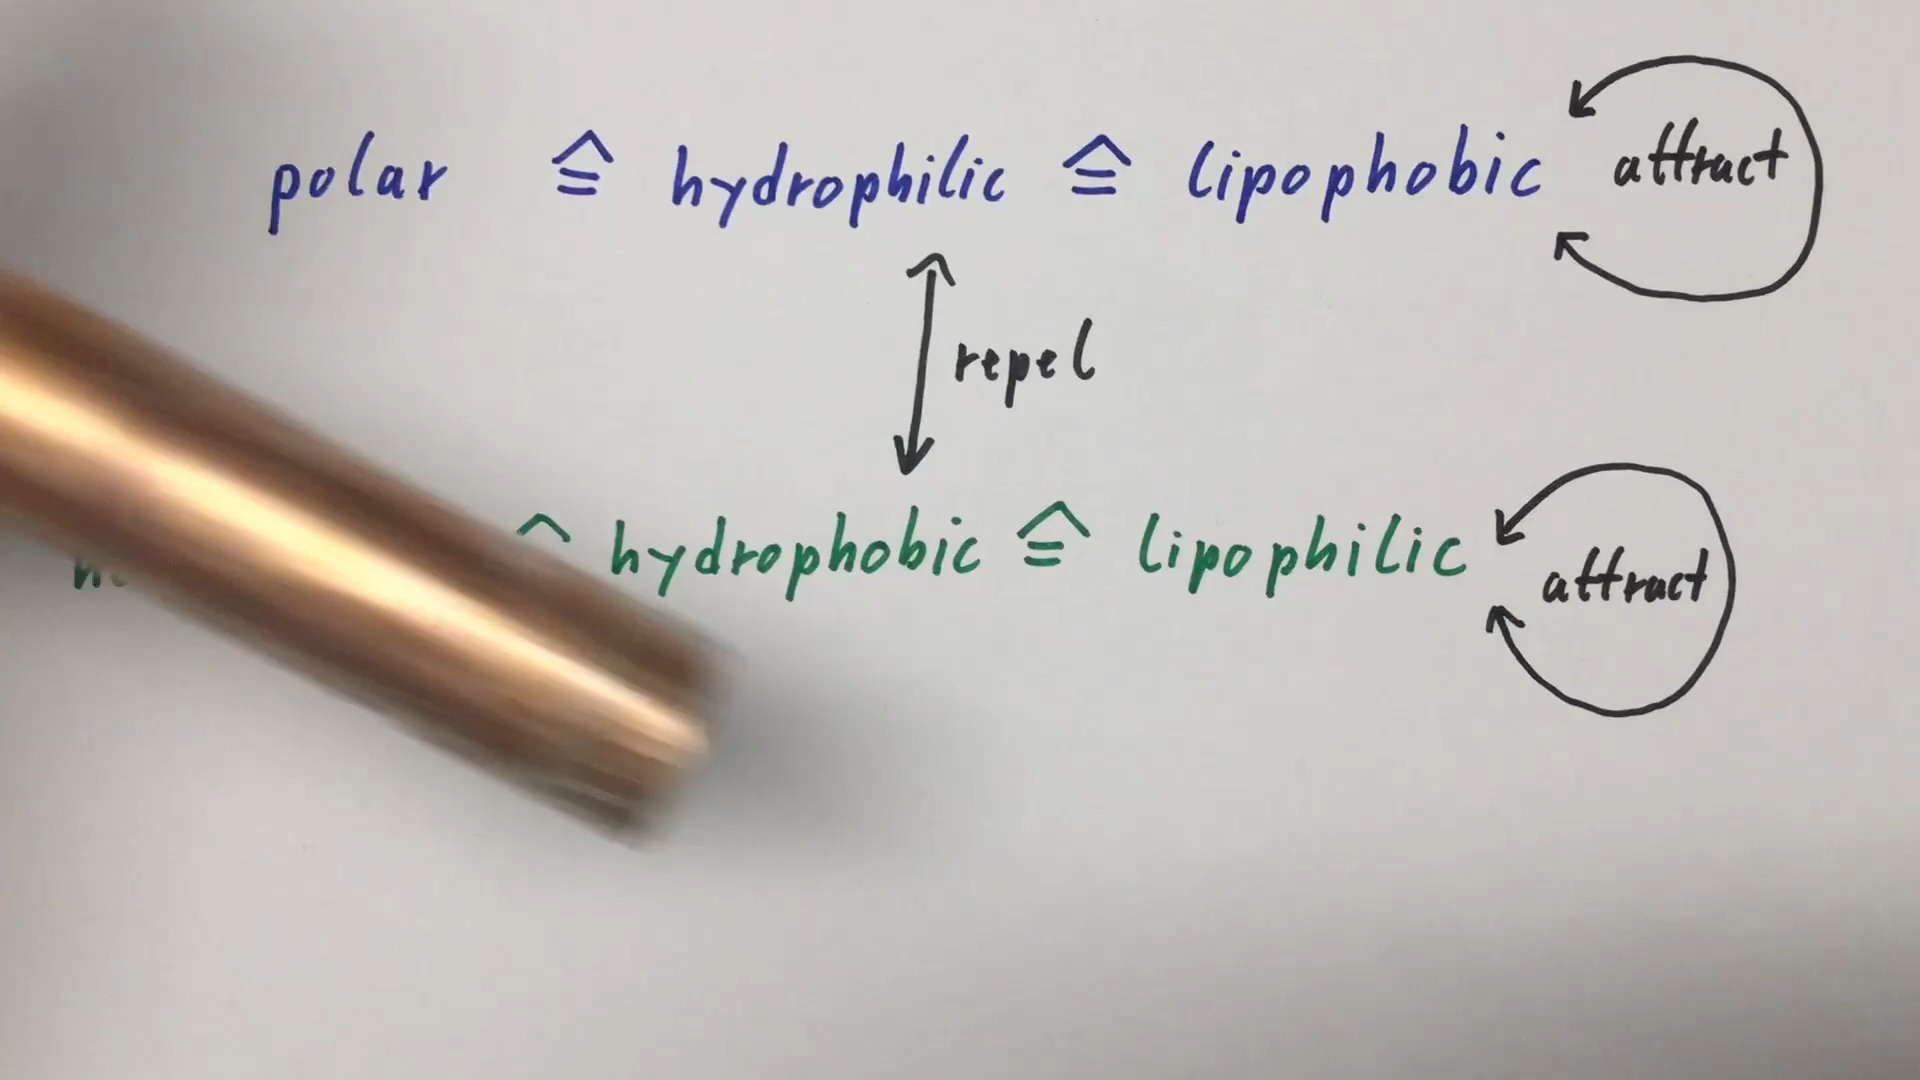 polar ≙ hydrophilic ≙ lipophobic attract
repel
hydrophobic ≙ lipophilic attract